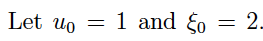 Let u₀ = 1 and ξ₀ = 2.